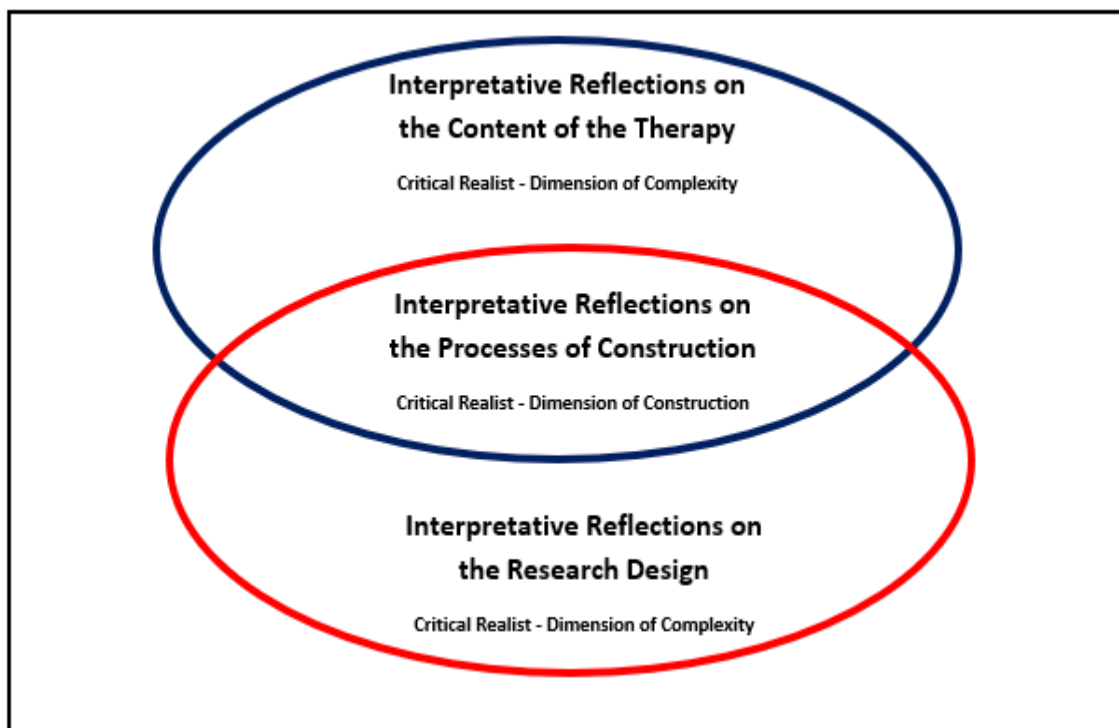 Interpretative Reflections on
the Content of the Therapy
Critical Realist - Dimension of Complexity
Interpretative Reflections on
the Processes of Construction
Critical Realist - Dimension of Construction
Interpretative Reflections on
the Research Design
Critical Realist - Dimension of Complexity